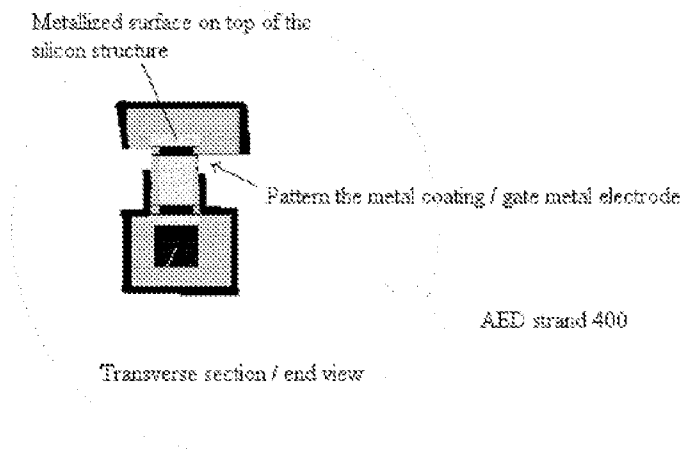 Metallized surface on top of the
silicon structure
Pattern the metal coating / gate metal electrode
AED strand 400
Transverse section / end view